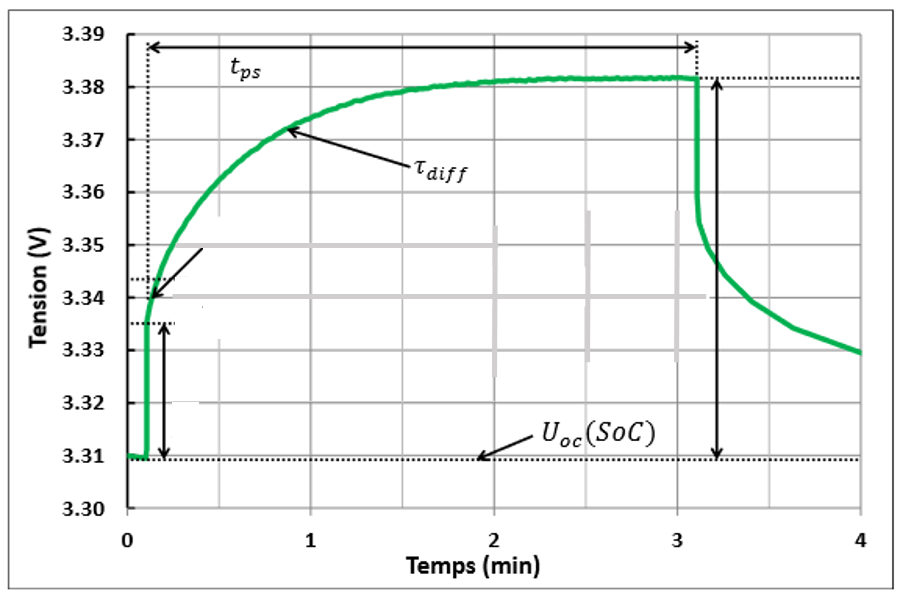 3.39
3.38
3.37
3.36
3.35
3.34
3.33
3.32
3.31
3.30
Tension (V)
t_ps
τ_diff
U_oc(SoC)
0 1 2 3 4
Temps (min)